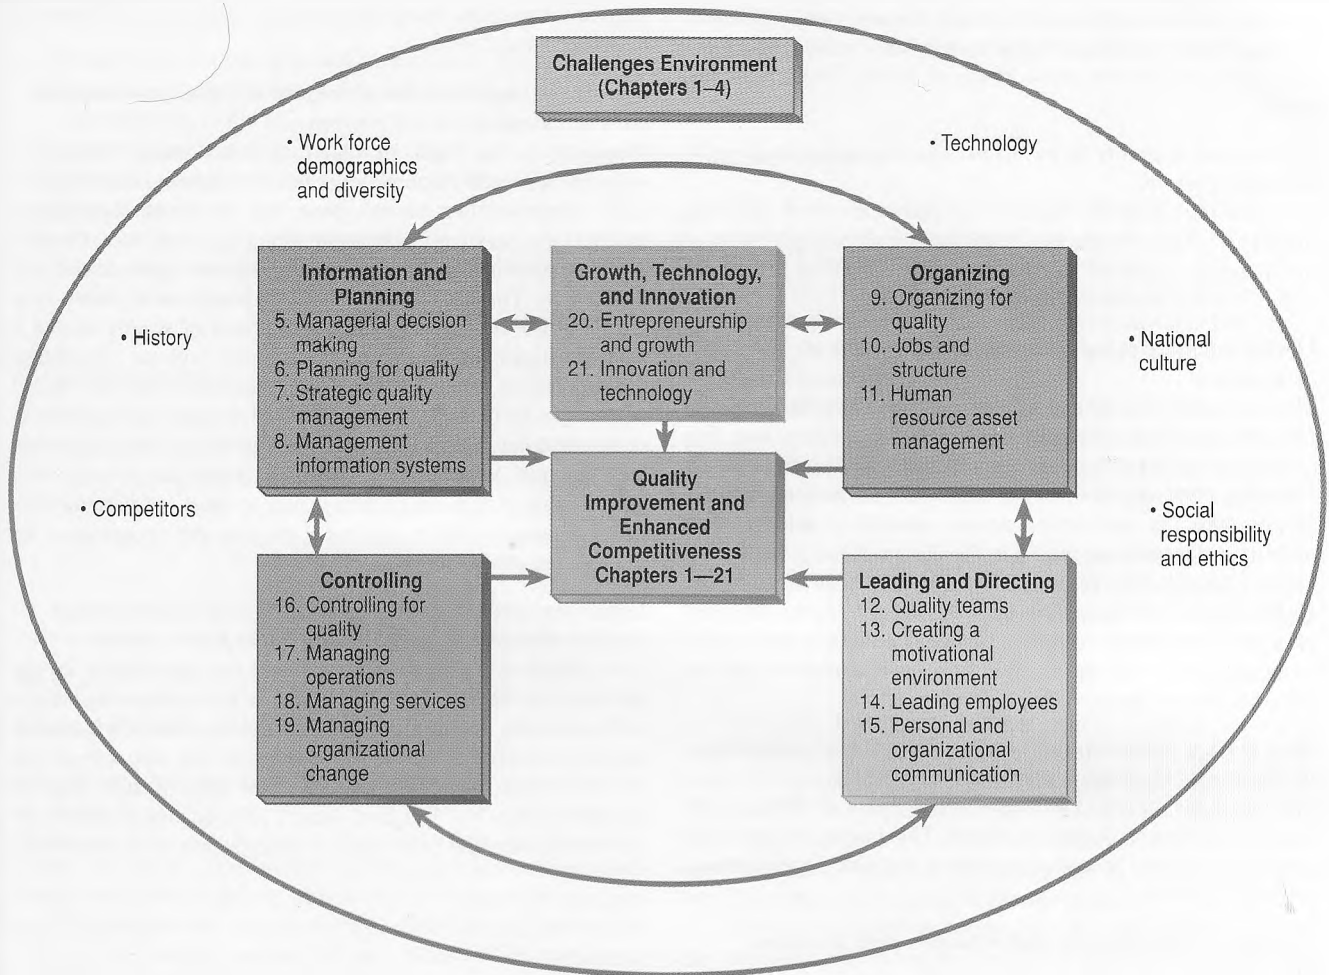 Challenges Environment
(Chapters 1–4)
• Work force
demographics
and diversity
• Technology
• History
• National
culture
• Competitors
• Social
responsibility
and ethics
Information and
Planning
5. Managerial decision
making
6. Planning for quality
7. Strategic quality
management
8. Management
information systems
Growth, Technology,
and Innovation
20. Entrepreneurship
and growth
21. Innovation and
technology
Organizing
9. Organizing for
quality
10. Jobs and
structure
11. Human
resource asset
management
Quality
Improvement and
Enhanced
Competitiveness
Chapters 1—21
Controlling
16. Controlling for
quality
17. Managing
operations
18. Managing services
19. Managing
organizational
change
Leading and Directing
12. Quality teams
13. Creating a
motivational
environment
14. Leading employees
15. Personal and
organizational
communication